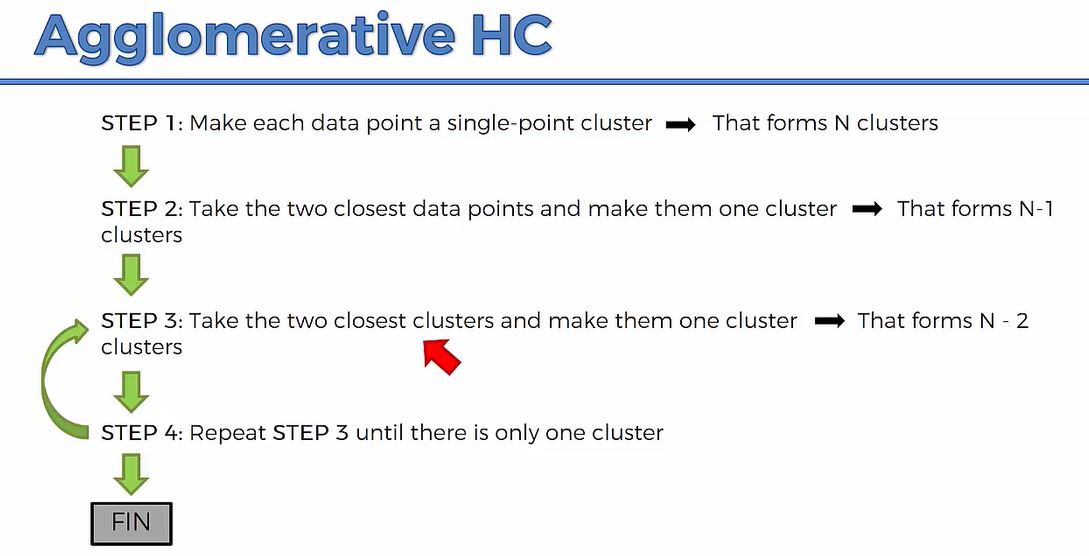 Agglomerative HC
STEP 1: Make each data point a single-point cluster ➡ That forms N clusters
STEP 2: Take the two closest data points and make them one cluster ➡ That forms N-1
clusters
STEP 3: Take the two closest clusters and make them one cluster ➡ That forms N - 2
clusters
STEP 4: Repeat STEP 3 until there is only one cluster
FIN